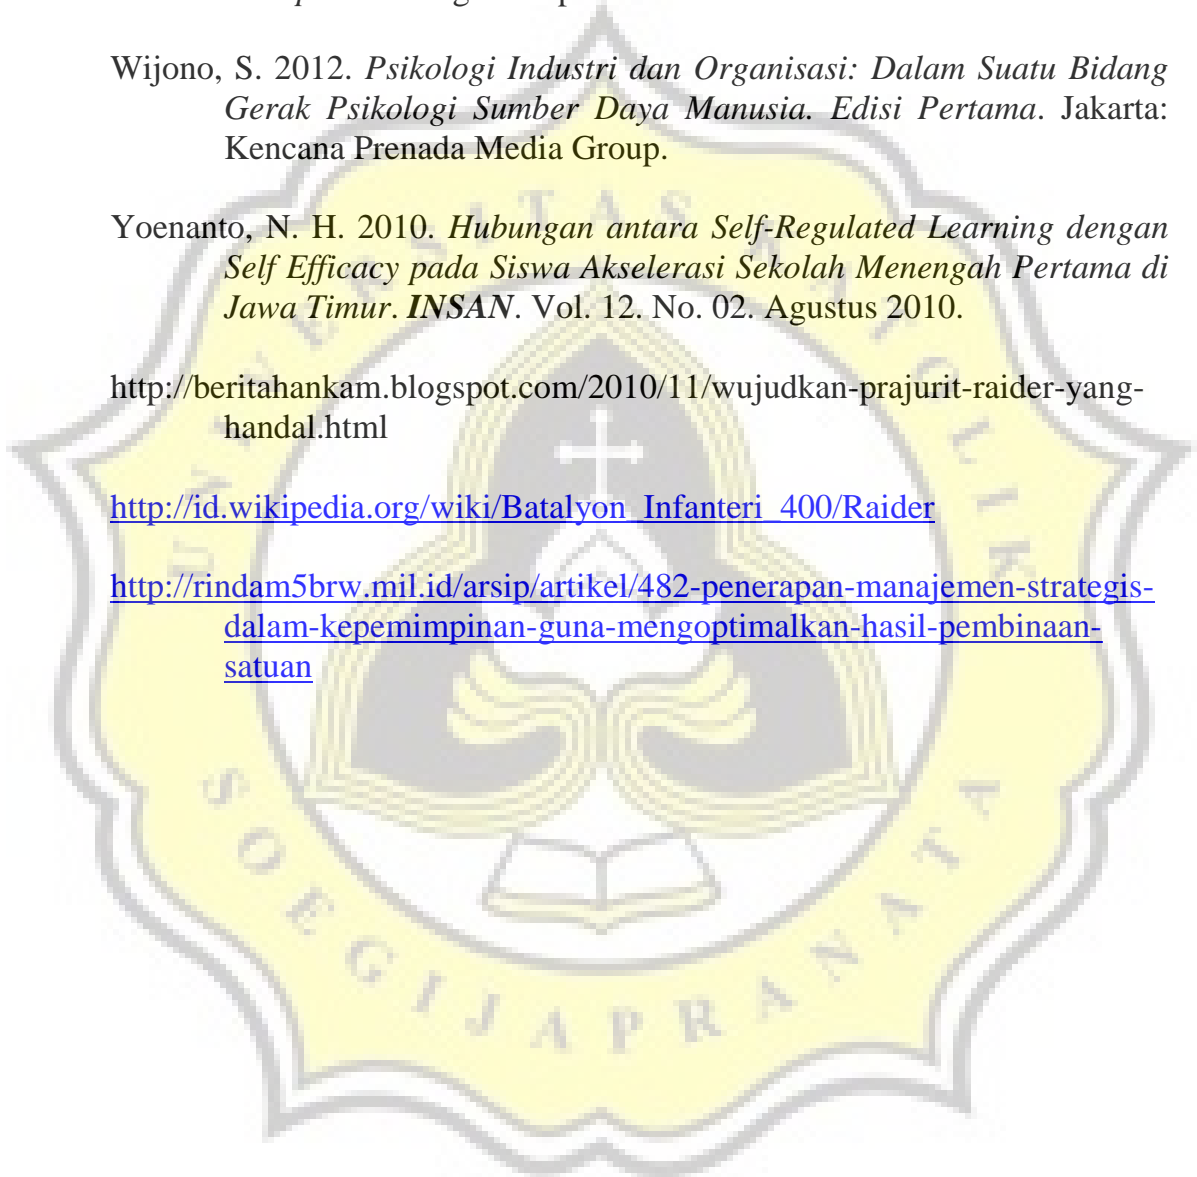 Wijono, S. 2012. Psikologi Industri dan Organisasi: Dalam Suatu Bidang
Gerak Psikologi Sumber Daya Manusia. Edisi Pertama. Jakarta:
Kencana Prenada Media Group.
Yoenanto, N. H. 2010. Hubungan antara Self-Regulated Learning dengan
Self Efficacy pada Siswa Akselerasi Sekolah Menengah Pertama di
Jawa Timur. INSAN. Vol. 12. No. 02. Agustus 2010.
http://beritahankam.blogspot.com/2010/11/wujudkan-prajurit-raider-yang-
handal.html
http://id.wikipedia.org/wiki/Batalyon_Infanteri_400/Raider
http://rindam5brw.mil.id/arsip/artikel/482-penerapan-manajemen-strategis-
dalam-kepemimpinan-guna-mengoptimalkan-hasil-pembinaan-
satuan
UNIVERSITAS KATOLIK
SOEGIJAPRANATA